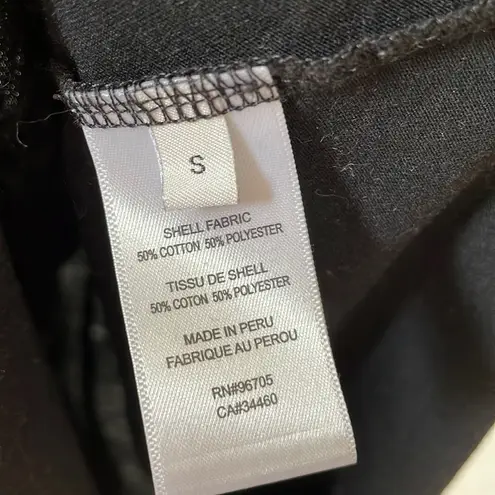 S
SHELL FABRIC
50% COTTON 50% POLYESTER
TISSU DE SHELL
50% COTON 50% POLYESTER
MADE IN PERU
FABRIQUE AU PEROU
RN#96705
CA#34460